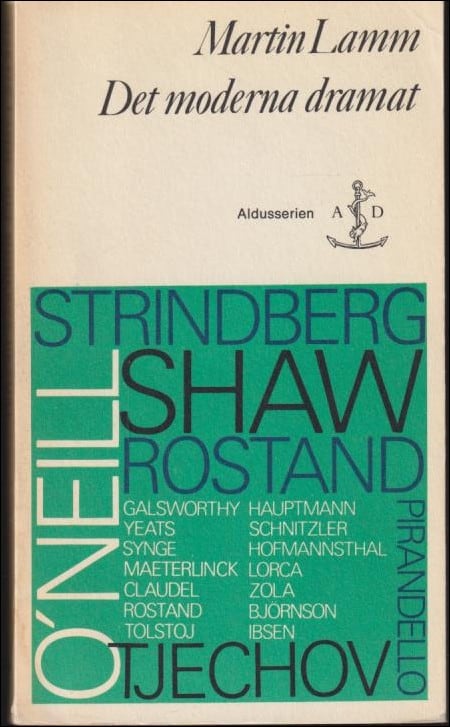 Martin Lamm
Det moderna dramat
Aldusserien A D
STRINDBERG
O'NEILL
SHAW
ROSTAND
GALSWORTHY HAUPTMANN
YEATS SCHNITZLER
SYNGE HOFMANNSTHAL
MAETERLINCK LORCA
CLAUDEL ZOLA
ROSTAND BJÖRNSON
TOLSTOJ IBSEN
PIRANDELLO
TJECHOV